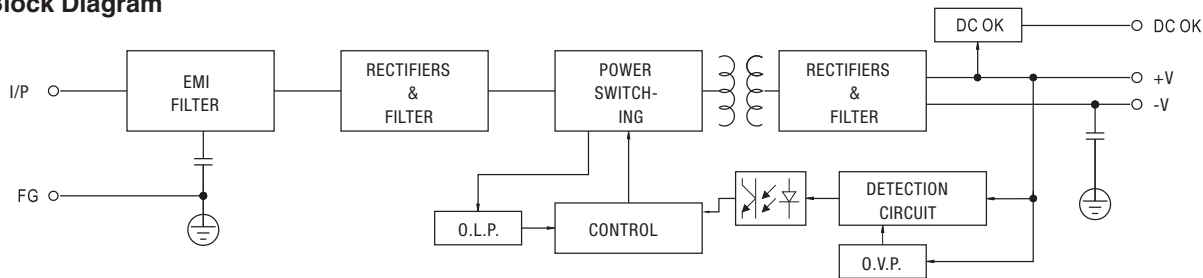 Block Diagram
DC OK
DC OK
I/P
EMI
FILTER
RECTIFIERS
&
FILTER
POWER
SWITCH-
ING
RECTIFIERS
&
FILTER
+V
-V
FG
O.L.P.
CONTROL
DETECTION
CIRCUIT
O.V.P.